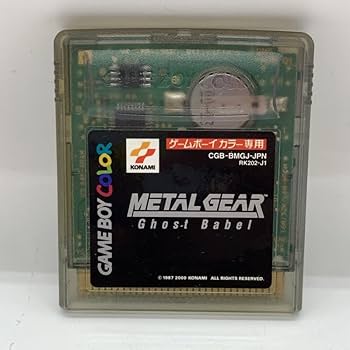 KONAMI
ゲームボーイカラー専用
CGB-BMGJ-JPN
RK202-J1
GAME BOY COLOR
METAL GEAR
Ghost Babel
©1987 2000 KONAMI ALL RIGHTS RESERVED.